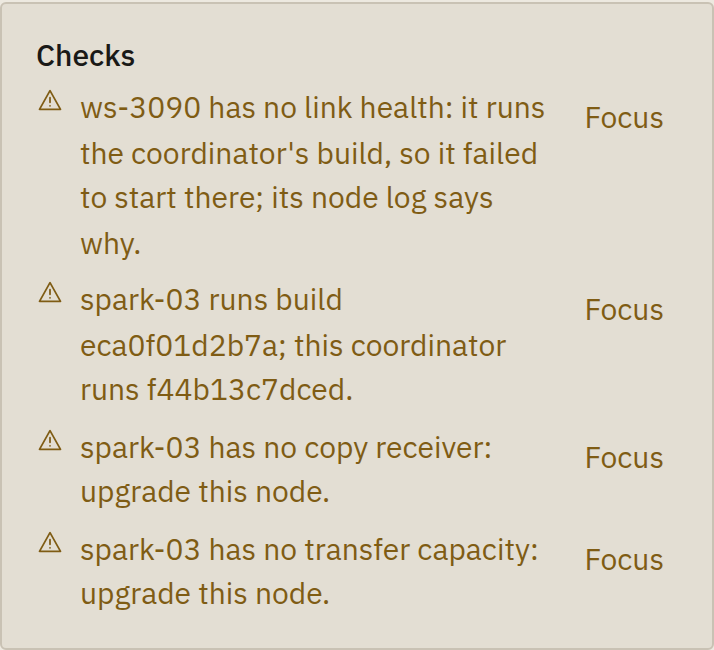 Checks
ws-3090 has no link health: it runs
Focus
the coordinator's build, so it failed
to start there; its node log says
why.
spark-03 runs build
Focus
eca0f01d2b7a; this coordinator
runs f44b13c7dced.
spark-03 has no copy receiver:
Focus
upgrade this node.
spark-03 has no transfer capacity:
Focus
upgrade this node.